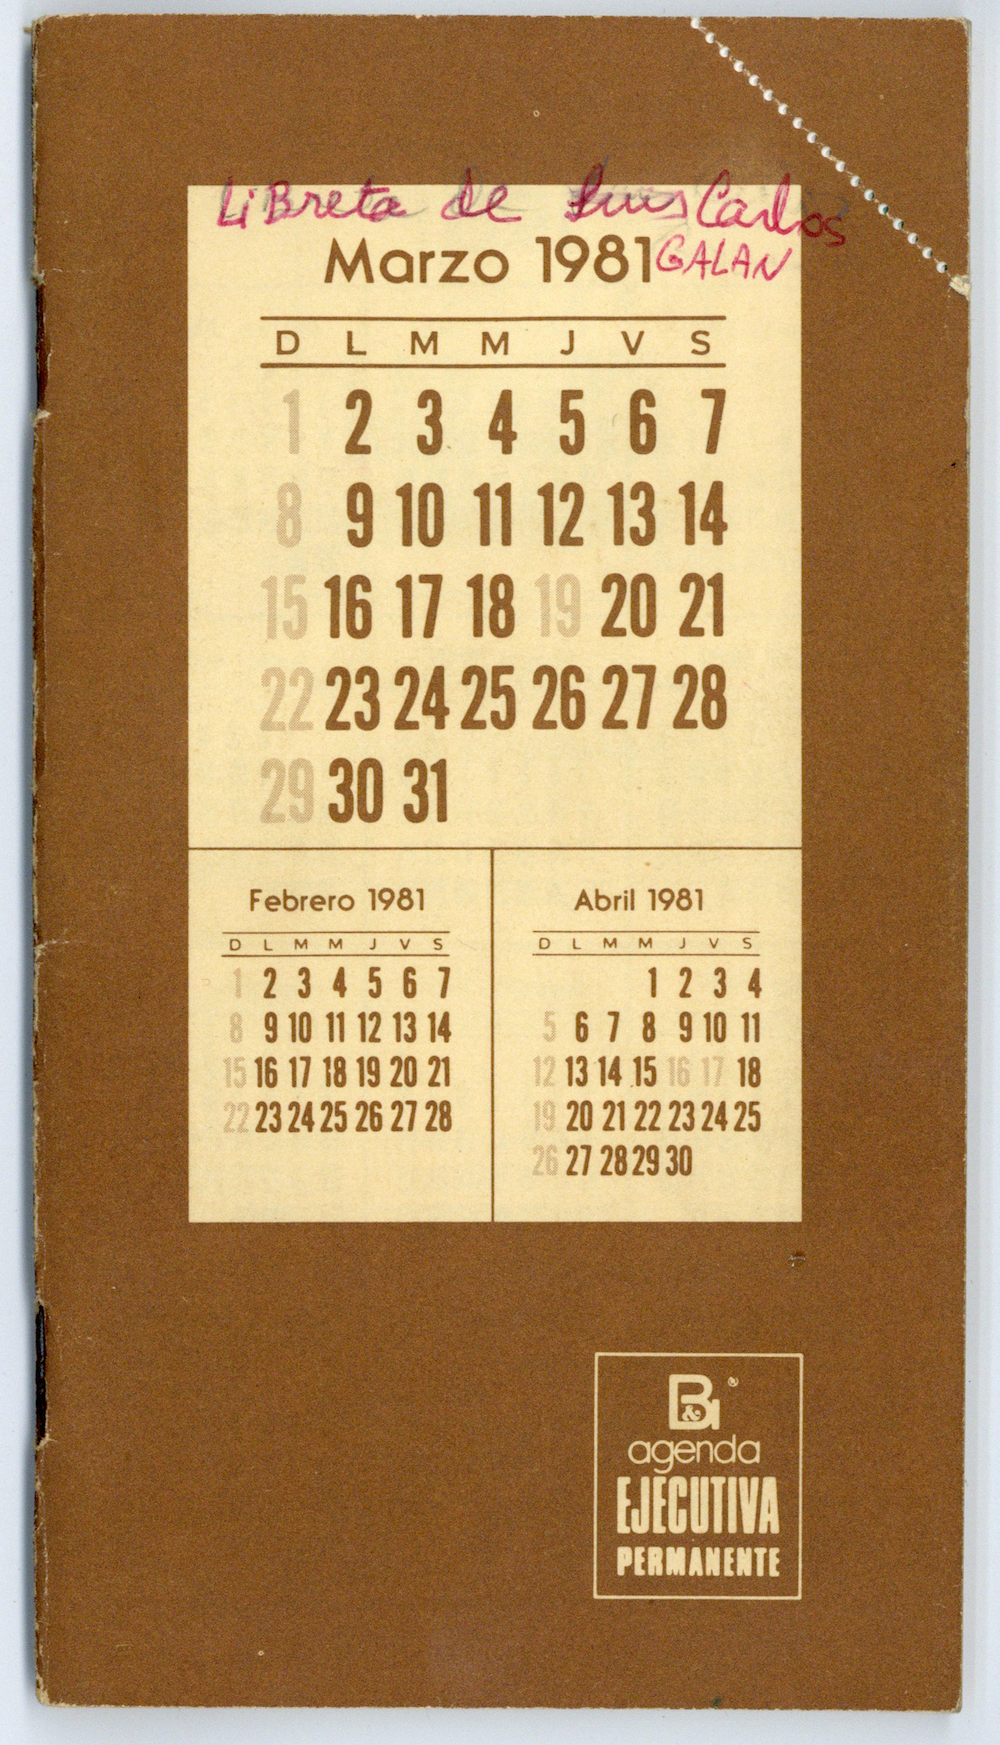 LiBreta de Luis Carlos
GALAN
Marzo 1981
D L M M J V S
1 2 3 4 5 6 7
8 9 10 11 12 13 14
15 16 17 18 19 20 21
22 23 24 25 26 27 28
29 30 31
Febrero 1981
D L M M J V S
1 2 3 4 5 6 7
8 9 10 11 12 13 14
15 16 17 18 19 20 21
22 23 24 25 26 27 28
Abril 1981
D L M M J V S
1 2 3 4
5 6 7 8 9 10 11
12 13 14 15 16 17 18
19 20 21 22 23 24 25
26 27 28 29 30
agenda
EJECUTIVA
PERMANENTE